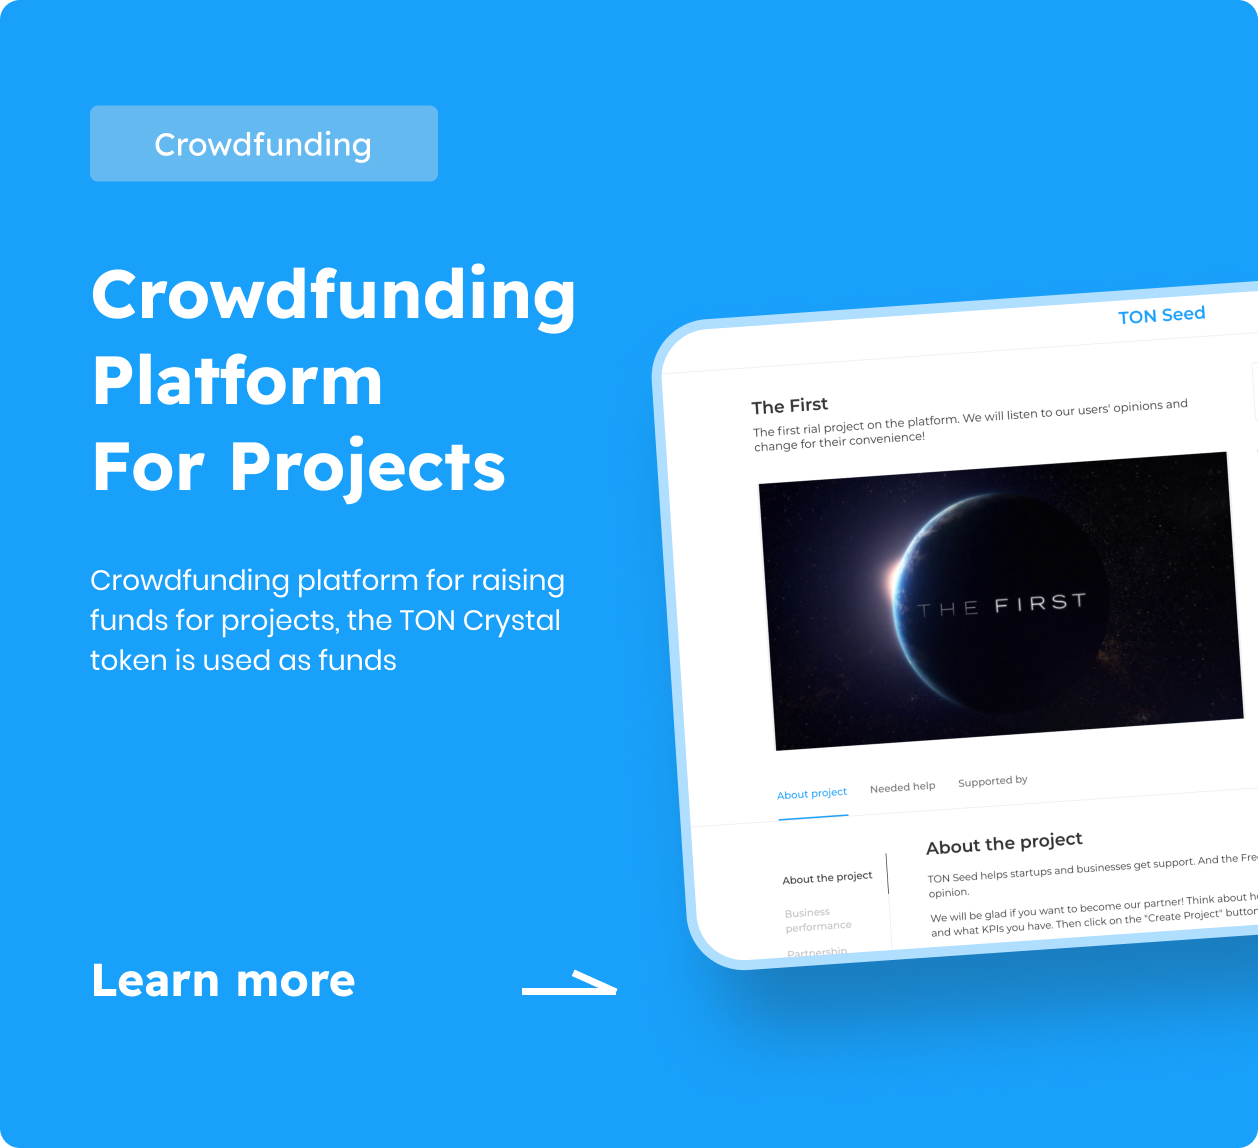 Crowdfunding
Crowdfunding
Platform
For Projects
Crowdfunding platform for raising
funds for projects, the TON Crystal
token is used as funds
Learn more
TON Seed
The First
The first rial project on the platform. We will listen to our users' opinions and
change for their convenience!
THE FIRST
About project
Needed help
Supported by
About the project
Business
performance
Partnership
About the project
TON Seed helps startups and businesses get support. And the
opinion.
We will be glad if you want to become our partner! Think about
and what KPIs you have. Then click on the "Create Project" button